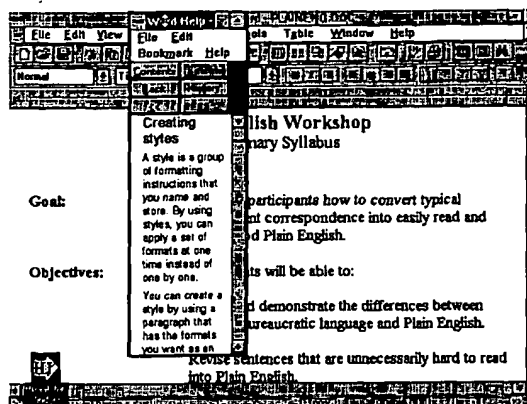 Word Help
File Edit View
File Edit
ols Table Window Help
Bookmark Help
Normal
Creating
styles
A style is a group
of formatting
instructions that
you name and
store. By using
styles, you can
apply a set of
formats at one
time instead of
one by one.
You can create a
style by using a
paragraph that
has the formats
you want as an
lish Workshop
nary Syllabus
Goal:
participants how to convert typical
nt correspondence into easily read and
d Plain English.
Objectives:
ts will be able to:
d demonstrate the differences between
ureaucratic language and Plain English.
Revise sentences that are unnecessarily hard to read
into Plain English.